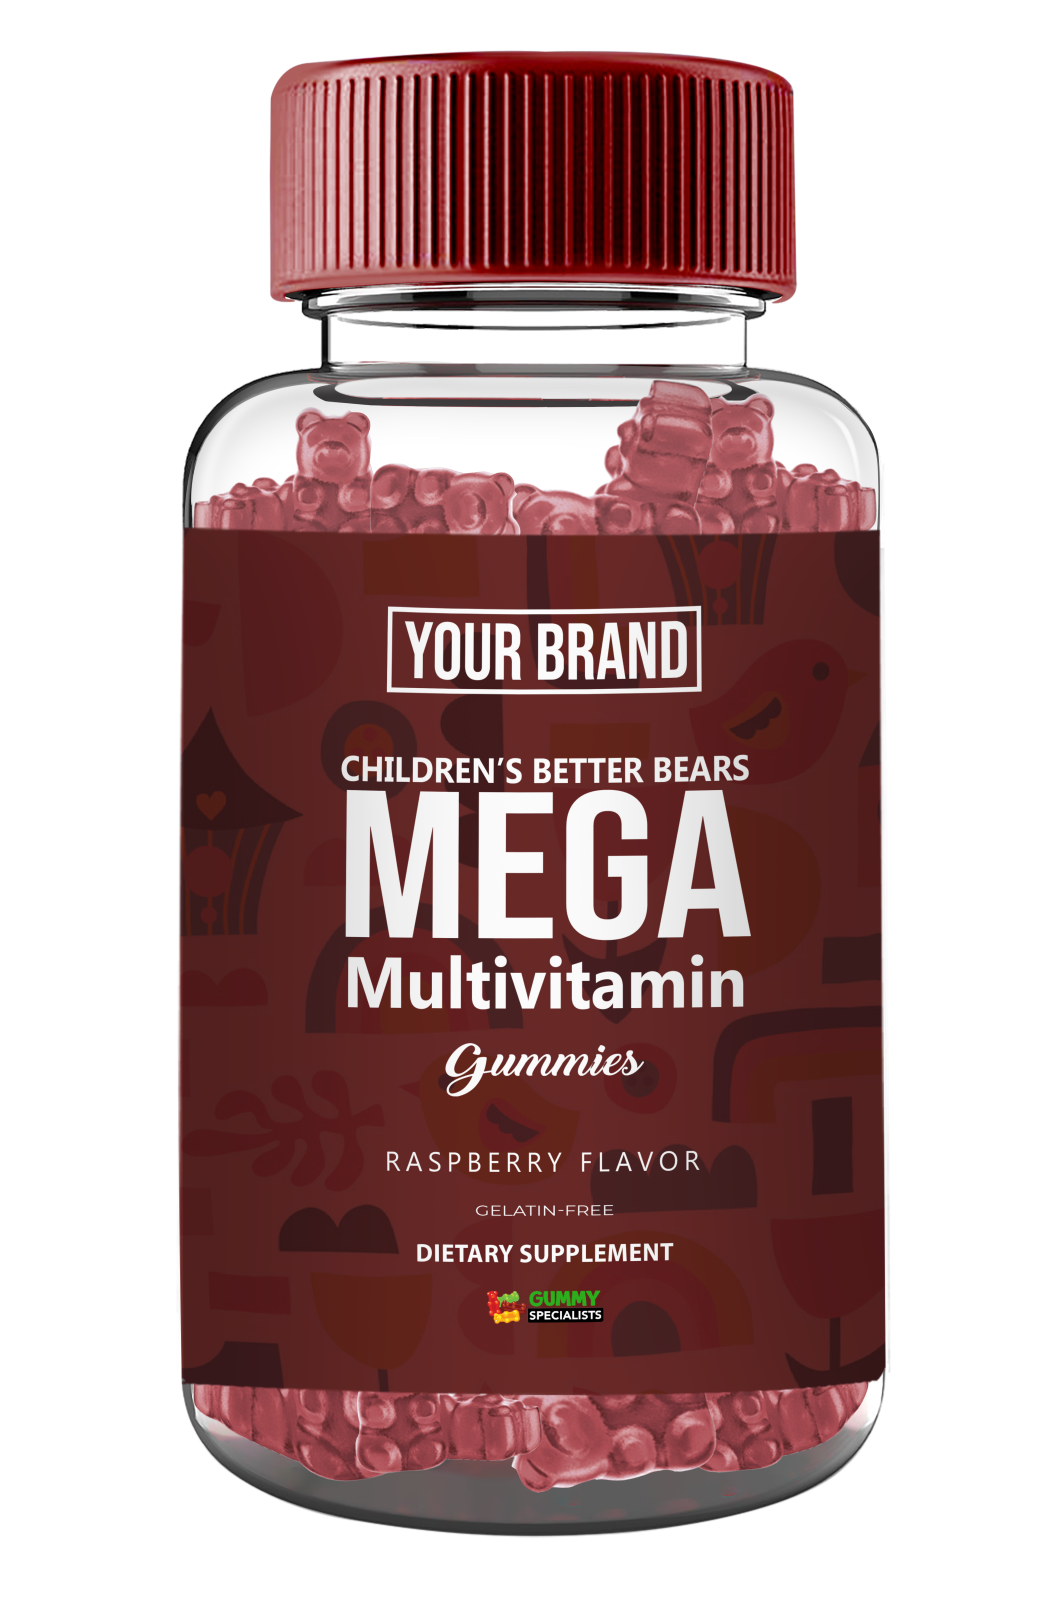 YOUR BRAND
CHILDREN'S BETTER BEARS
MEGA
Multivitamin
Gummies
RASPBERRY FLAVOR
GELATIN-FREE
DIETARY SUPPLEMENT
GUMMY
SPECIALISTS